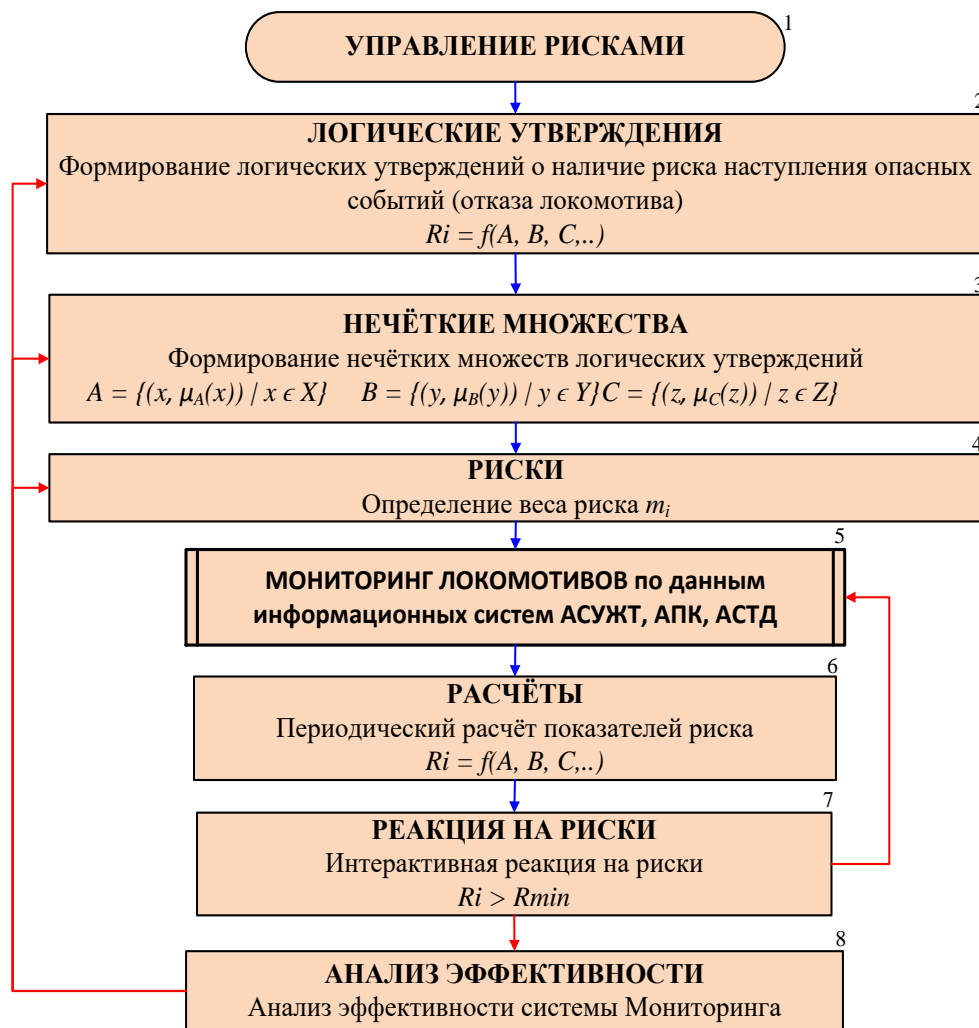 1
УПРАВЛЕНИЕ РИСКАМИ
2
ЛОГИЧЕСКИЕ УТВЕРЖДЕНИЯ
Формирование логических утверждений о наличие риска наступления опасных
событий (отказа локомотива)
Ri = f(A, B, C,..)
3
НЕЧЁТКИЕ МНОЖЕСТВА
Формирование нечётких множеств логических утверждений
A = {(x, μA(x)) / x ϵ X} B = {(y, μB(y)) / y ϵ Y} C = {(z, μC(z)) / z ϵ Z}
4
РИСКИ
Определение веса риска mi
5
МОНИТОРИНГ ЛОКОМОТИВОВ по данным
информационных систем АСУЖТ, АПК, АСТД
6
РАСЧЁТЫ
Периодический расчёт показателей риска
Ri = f(A, B, C,..)
7
РЕАКЦИЯ НА РИСКИ
Интерактивная реакция на риски
Ri > Rmin
8
АНАЛИЗ ЭФФЕКТИВНОСТИ
Анализ эффективности системы Мониторинга